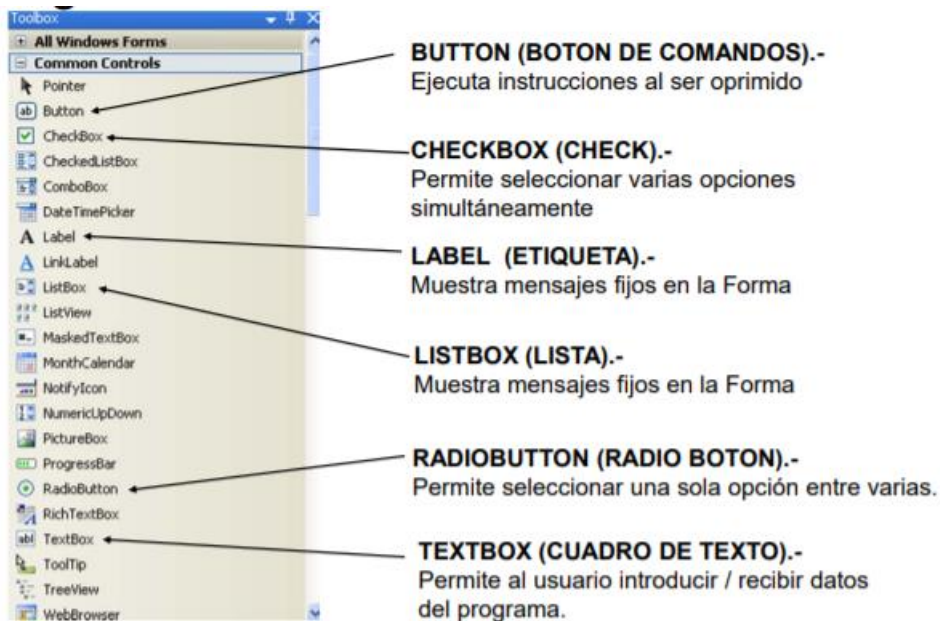 Toolbox
All Windows Forms
Common Controls
Pointer
Button
CheckBox
CheckedListBox
ComboBox
DateTimePicker
Label
LinkLabel
ListBox
ListView
MaskedTextBox
MonthCalendar
NotifyIcon
NumericUpDown
PictureBox
ProgressBar
RadioButton
RichTextBox
TextBox
ToolTip
TreeView
WebBrowser
BUTTON (BOTON DE COMANDOS).-
Ejecuta instrucciones al ser oprimido
CHECKBOX (CHECK).-
Permite seleccionar varias opciones
simultáneamente
LABEL (ETIQUETA).-
Muestra mensajes fijos en la Forma
LISTBOX (LISTA).-
Muestra mensajes fijos en la Forma
RADIOBUTTON (RADIO BOTON).-
Permite seleccionar una sola opción entre varias.
TEXTBOX (CUADRO DE TEXTO).-
Permite al usuario introducir / recibir datos
del programa.